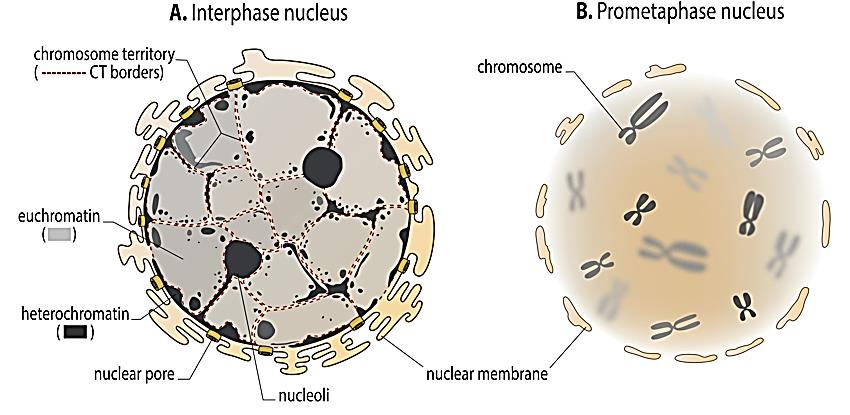 A. Interphase nucleus
chromosome territory
( ------- CT borders)
euchromatin
( )
heterochromatin
( )
nuclear pore
nucleoli
B. Prometaphase nucleus
chromosome
nuclear membrane